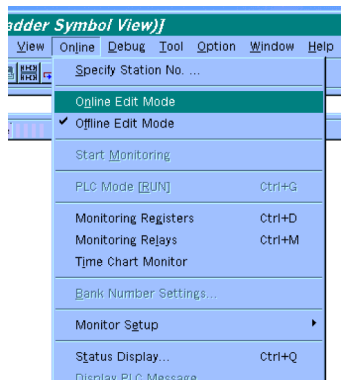 adder Symbol View)]
View Online Debug Tool Option Window Help
Specify Station No. ...
Online Edit Mode
✔ Offline Edit Mode
Start Monitoring
PLC Mode [RUN] Ctrl+G
Monitoring Registers Ctrl+D
Monitoring Relays Ctrl+M
Time Chart Monitor
Bank Number Settings...
Monitor Setup
Status Display... Ctrl+Q
Display PLC Message